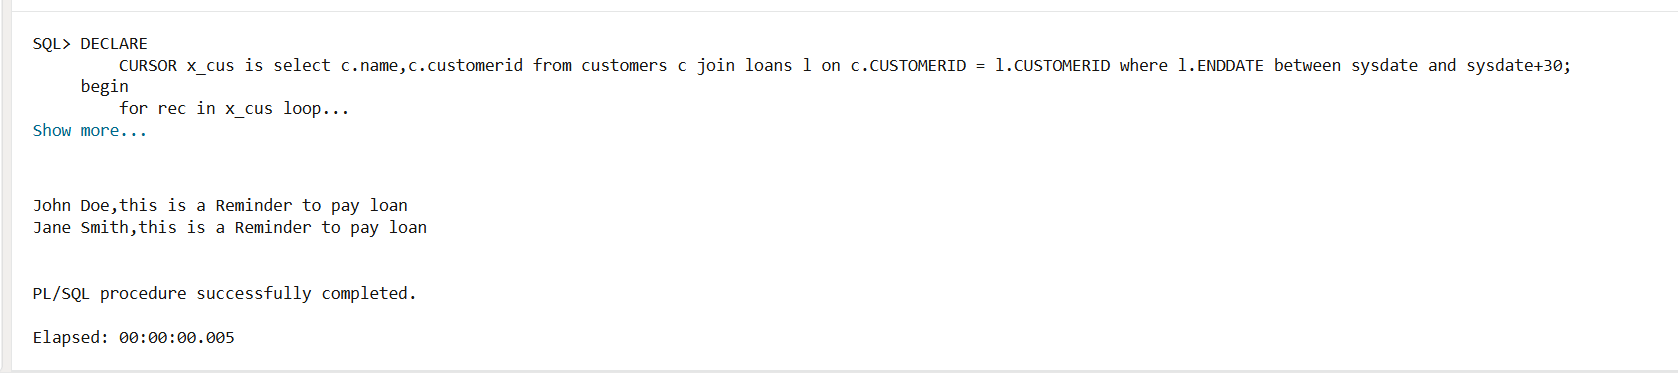 SQL> DECLARE
CURSOR x_cus is select c.name,c.customerid from customers c join loans l on c.CUSTOMERID = l.CUSTOMERID where l.ENDDATE between sysdate and sysdate+30;
begin
for rec in x_cus loop...
Show more...
John Doe,this is a Reminder to pay loan
Jane Smith,this is a Reminder to pay loan
PL/SQL procedure successfully completed.
Elapsed: 00:00:00.005